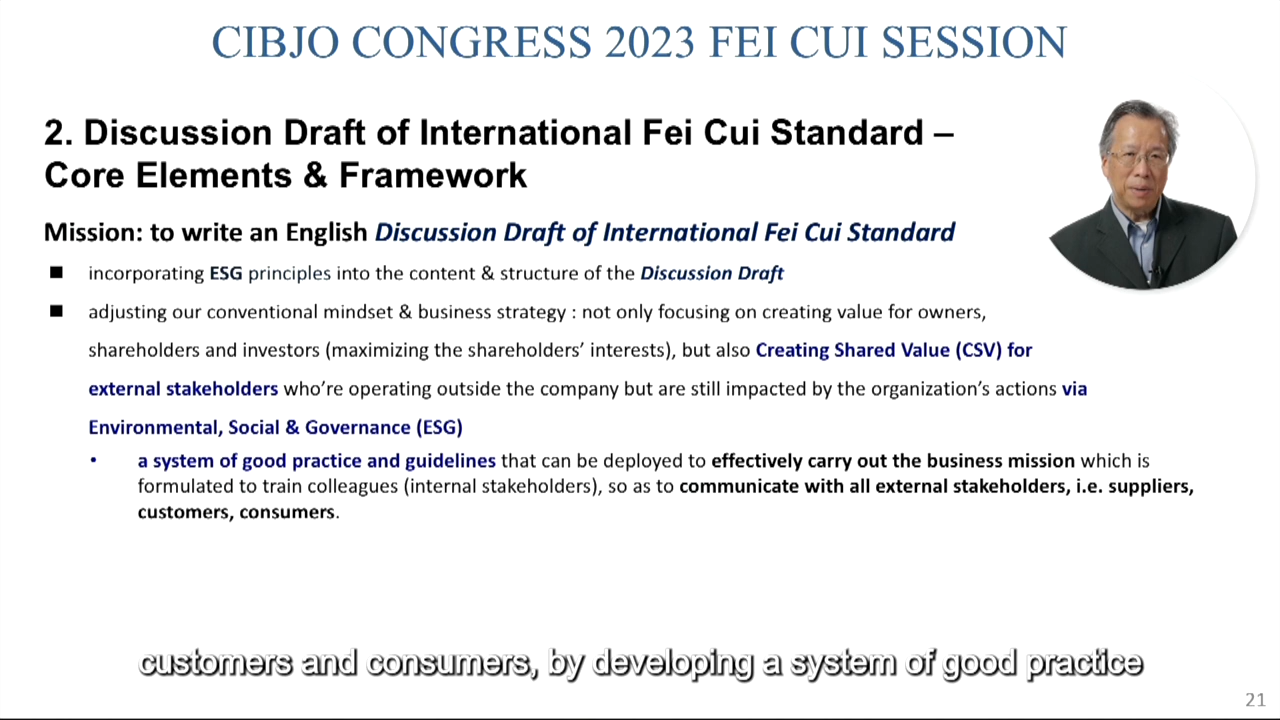 CIBJO CONGRESS 2023 FEI CUI SESSION
2. Discussion Draft of International Fei Cui Standard –
Core Elements & Framework
Mission: to write an English Discussion Draft of International Fei Cui Standard
■ incorporating ESG principles into the content & structure of the Discussion Draft
■ adjusting our conventional mindset & business strategy : not only focusing on creating value for owners,
shareholders and investors (maximizing the shareholders’ interests), but also Creating Shared Value (CSV) for
external stakeholders who’re operating outside the company but are still impacted by the organization’s actions via
Environmental, Social & Governance (ESG)
• a system of good practice and guidelines that can be deployed to effectively carry out the business mission which is
formulated to train colleagues (internal stakeholders), so as to communicate with all external stakeholders, i.e. suppliers,
customers, consumers.
customers and consumers, by developing a system of good practice
21